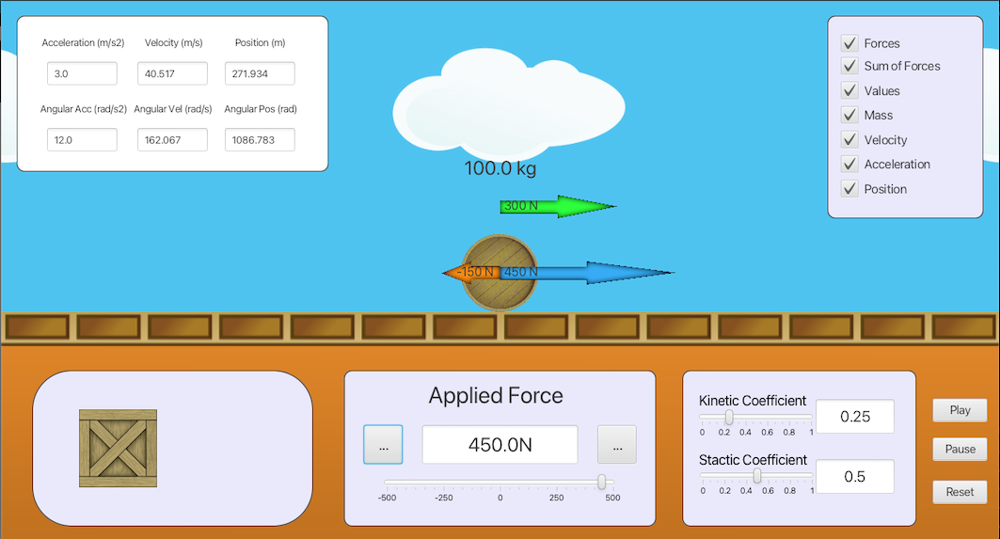 Acceleration (m/s2) Velocity (m/s) Position (m)
3.0 40.517 271.934
Angular Acc (rad/s2) Angular Vel (rad/s) Angular Pos (rad)
12.0 162.067 1086.783
Forces
Sum of Forces
Values
Mass
Velocity
Acceleration
Position
100.0 kg
300 N
-150 N 450 N
Applied Force
... 450.0N ...
-500 -250 0 250 500
Kinetic Coefficient
0.25
0 0.2 0.4 0.6 0.8 1
Stactic Coefficient
0.5
0 0.2 0.4 0.6 0.8 1
Play
Pause
Reset